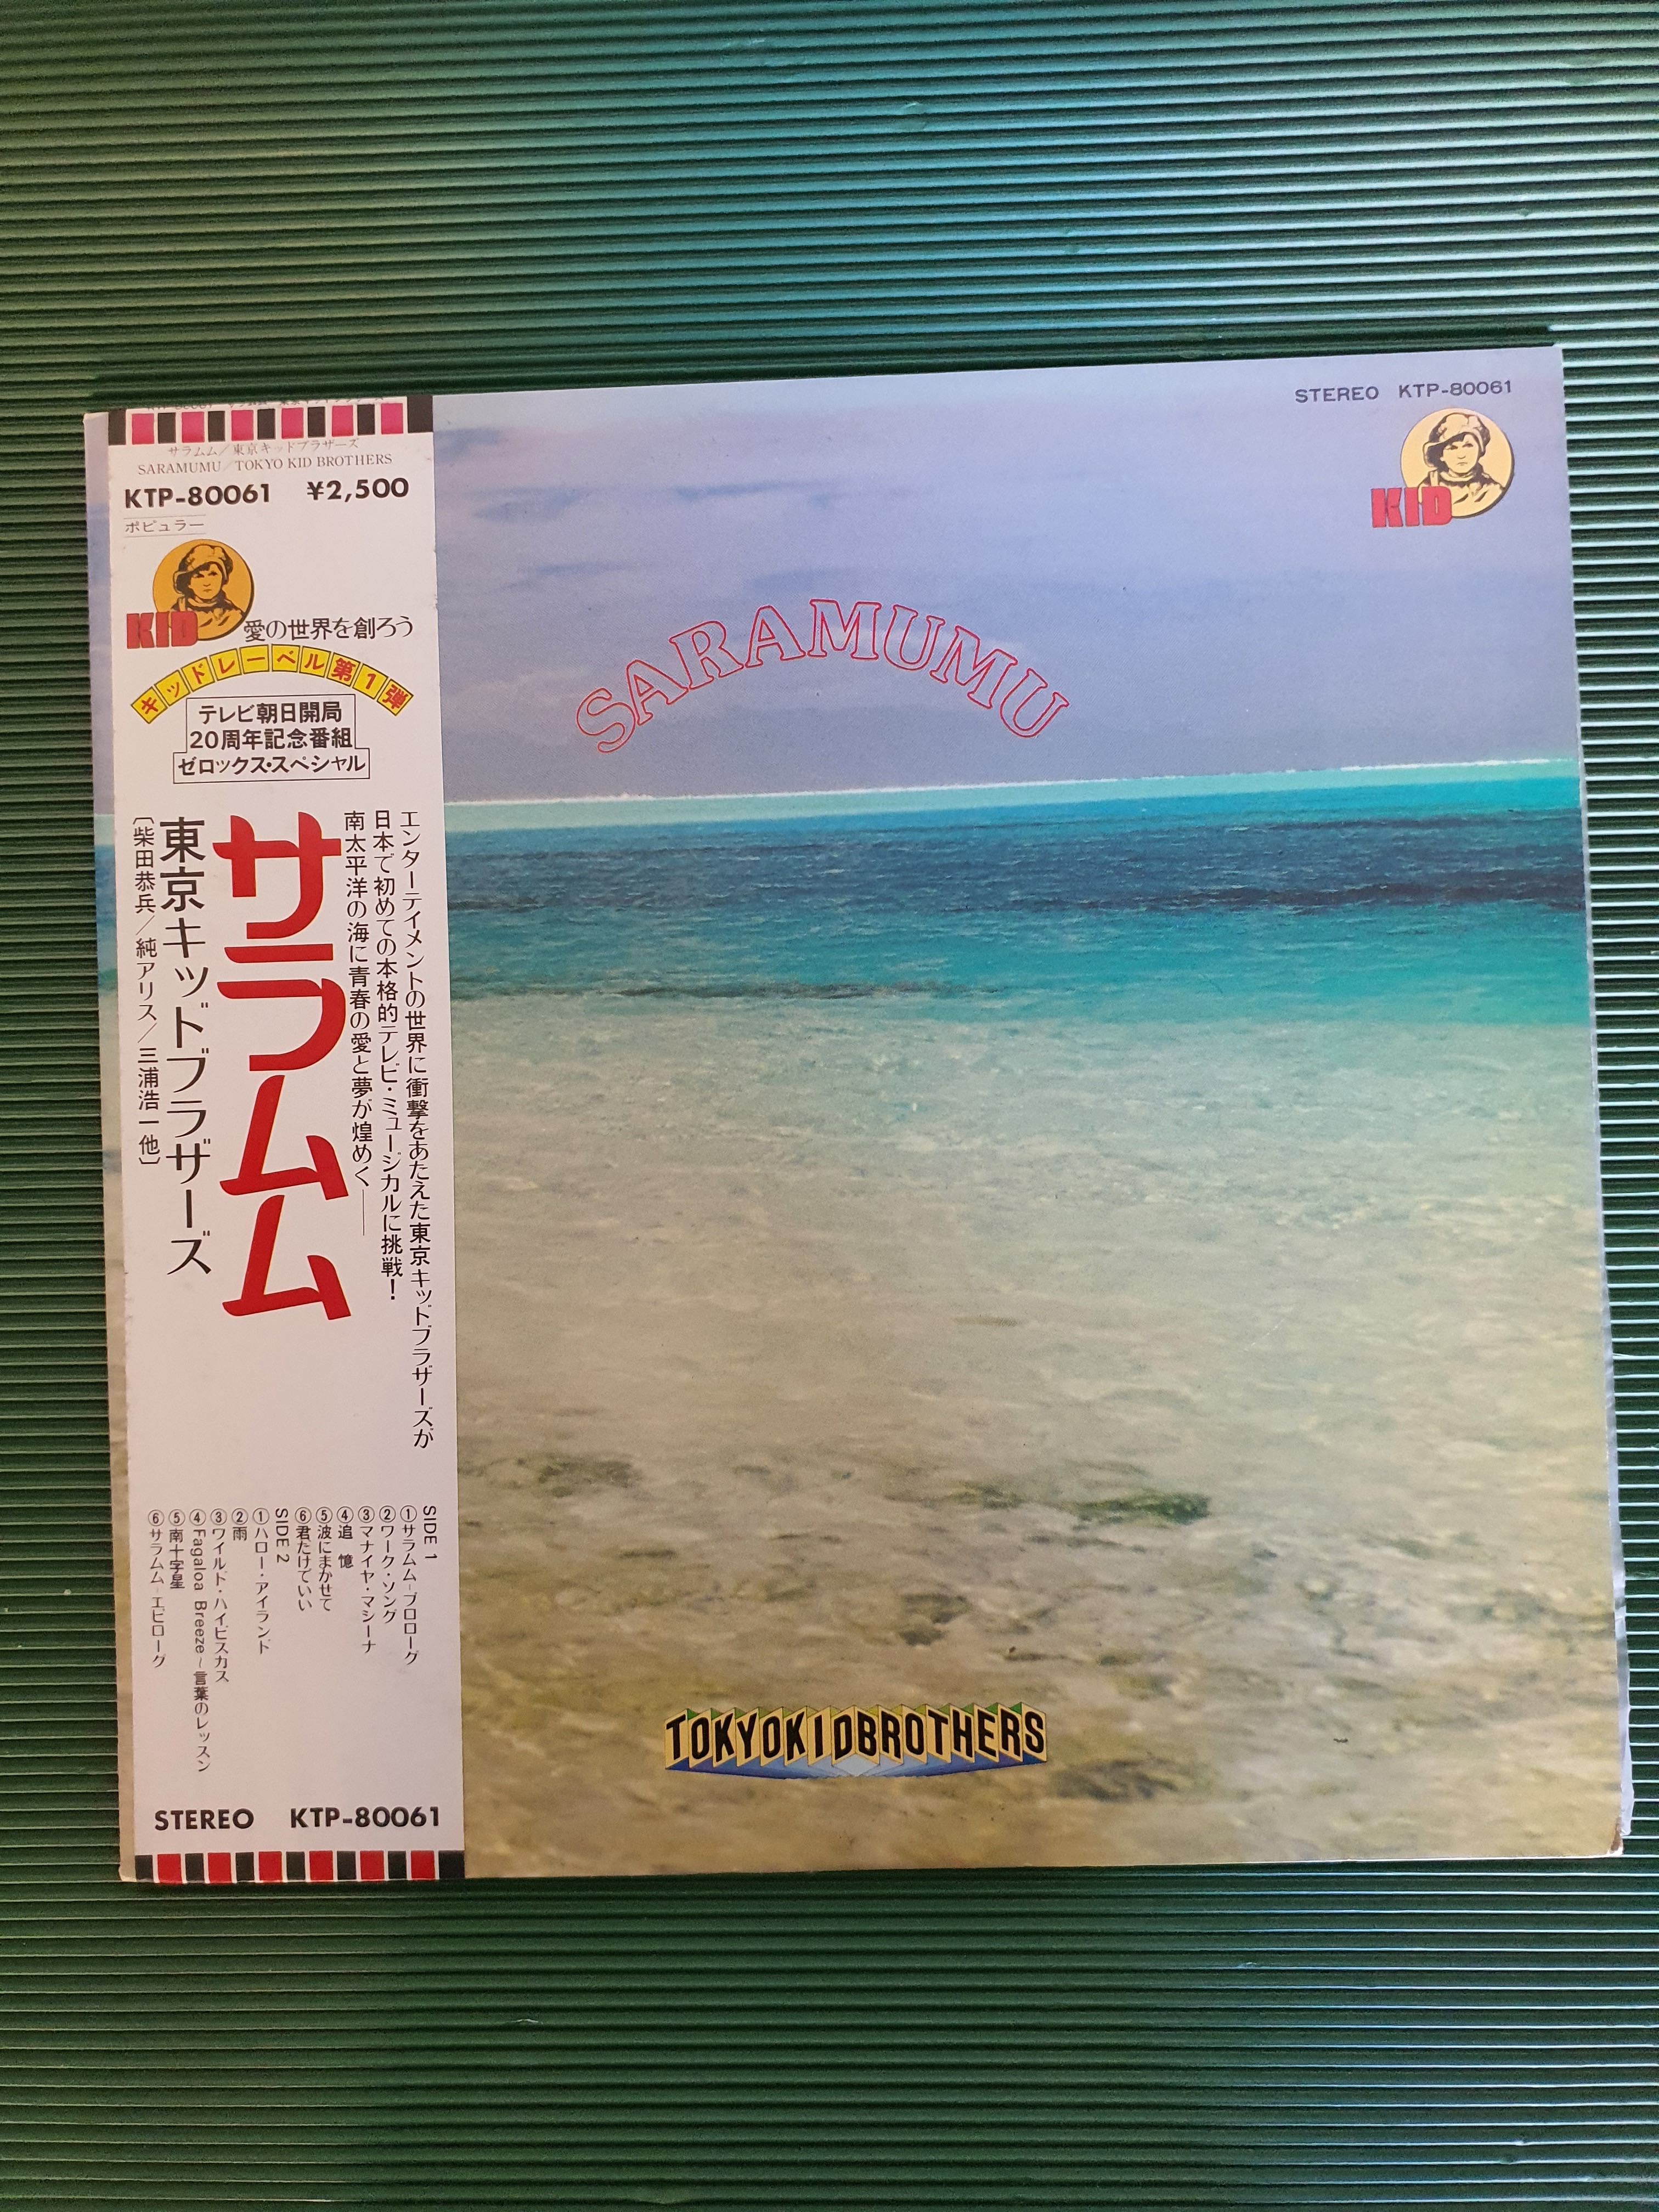 サラムム／東京キッドブラザーズ
SARAMUMU／TOKYO KID BROTHERS
KTP-80061 ¥2,500
ポピュラー
KID
愛の世界を創ろう
キッドレーベル第1弾
テレビ朝日開局
20周年記念番組
ゼロックス・スペシャル
エンターテイメントの世界に衝撃をあたえた東京キッドブラザーズが
日本で初めての本格的テレビ・ミュージカルに挑戦！
南太平洋の海に青春の愛と夢が煌めく——
サラムム
東京キッドブラザーズ
〔柴田恭兵／純アリス／三浦浩一他〕
SIDE 1
①サラムム-プロローグ
②ワーク・ソング
③マナイヤ・マシーナ
④追憶
⑤波にまかせて
⑥君だけでいい
SIDE 2
①ハロー・アイランド
②雨
③ワイルド・ハイビスカス
④Fagaloa Breeze-言葉のレッスン
⑤南十字星
⑥サラムム-エピローグ
STEREO KTP-80061
STEREO KTP-80061
KID
SARAMUMU
TOKYOKIDBROTHERS